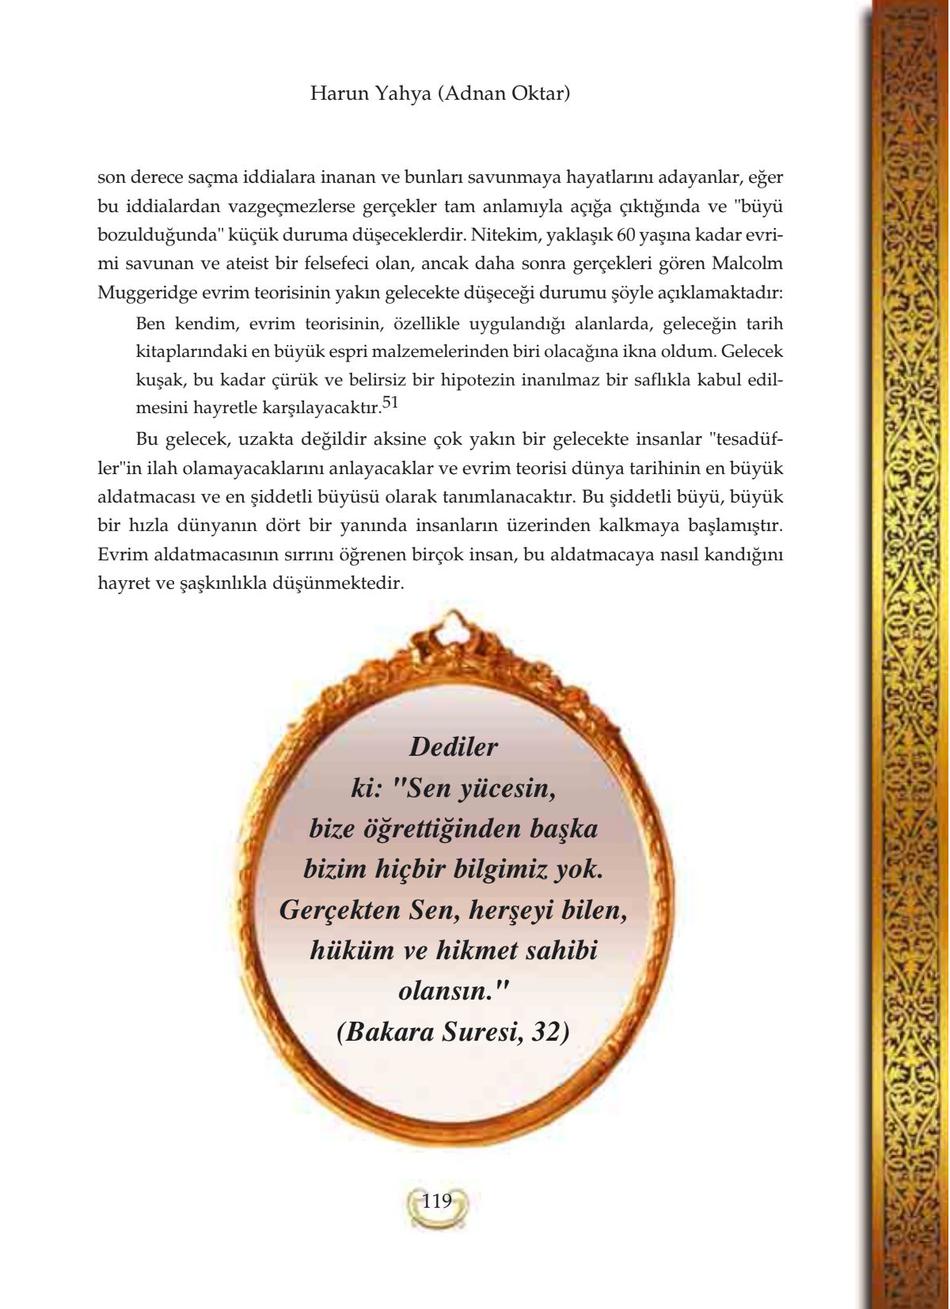 Harun Yahya (Adnan Oktar)
son derece saçma iddialara inanan ve bunları savunmaya hayatlarını adayanlar, eğer
bu iddialardan vazgeçmezlerse gerçekler tam anlamıyla açığa çıktığında ve "büyü
bozulduğunda" küçük duruma düşeceklerdir. Nitekim, yaklaşık 60 yaşına kadar evri-
mi savunan ve ateist bir felsefeci olan, ancak daha sonra gerçekleri gören Malcolm
Muggeridge evrim teorisinin yakın gelecekte düşeceği durumu şöyle açıklamaktadır:
Ben kendim, evrim teorisinin, özellikle uygulandığı alanlarda, geleceğin tarih
kitaplarındaki en büyük espri malzemelerinden biri olacağına ikna oldum. Gelecek
kuşak, bu kadar çürük ve belirsiz bir hipotezin inanılmaz bir saflıkla kabul edil-
mesini hayretle karşılayacaktır.51
Bu gelecek, uzakta değildir aksine çok yakın bir gelecekte insanlar "tesadüf-
ler"in ilah olamayacaklarını anlayacaklar ve evrim teorisi dünya tarihinin en büyük
aldatmacası ve en şiddetli büyüsü olarak tanımlanacaktır. Bu şiddetli büyü, büyük
bir hızla dünyanın dört bir yanında insanların üzerinden kalkmaya başlamıştır.
Evrim aldatmacasının sırrını öğrenen birçok insan, bu aldatmacaya nasıl kandığını
hayret ve şaşkınlıkla düşünmektedir.
Dediler
ki: "Sen yücesin,
bize öğrettiğinden başka
bizim hiçbir bilgimiz yok.
Gerçekten Sen, herşeyi bilen,
hüküm ve hikmet sahibi
olansın."
(Bakara Suresi, 32)
119